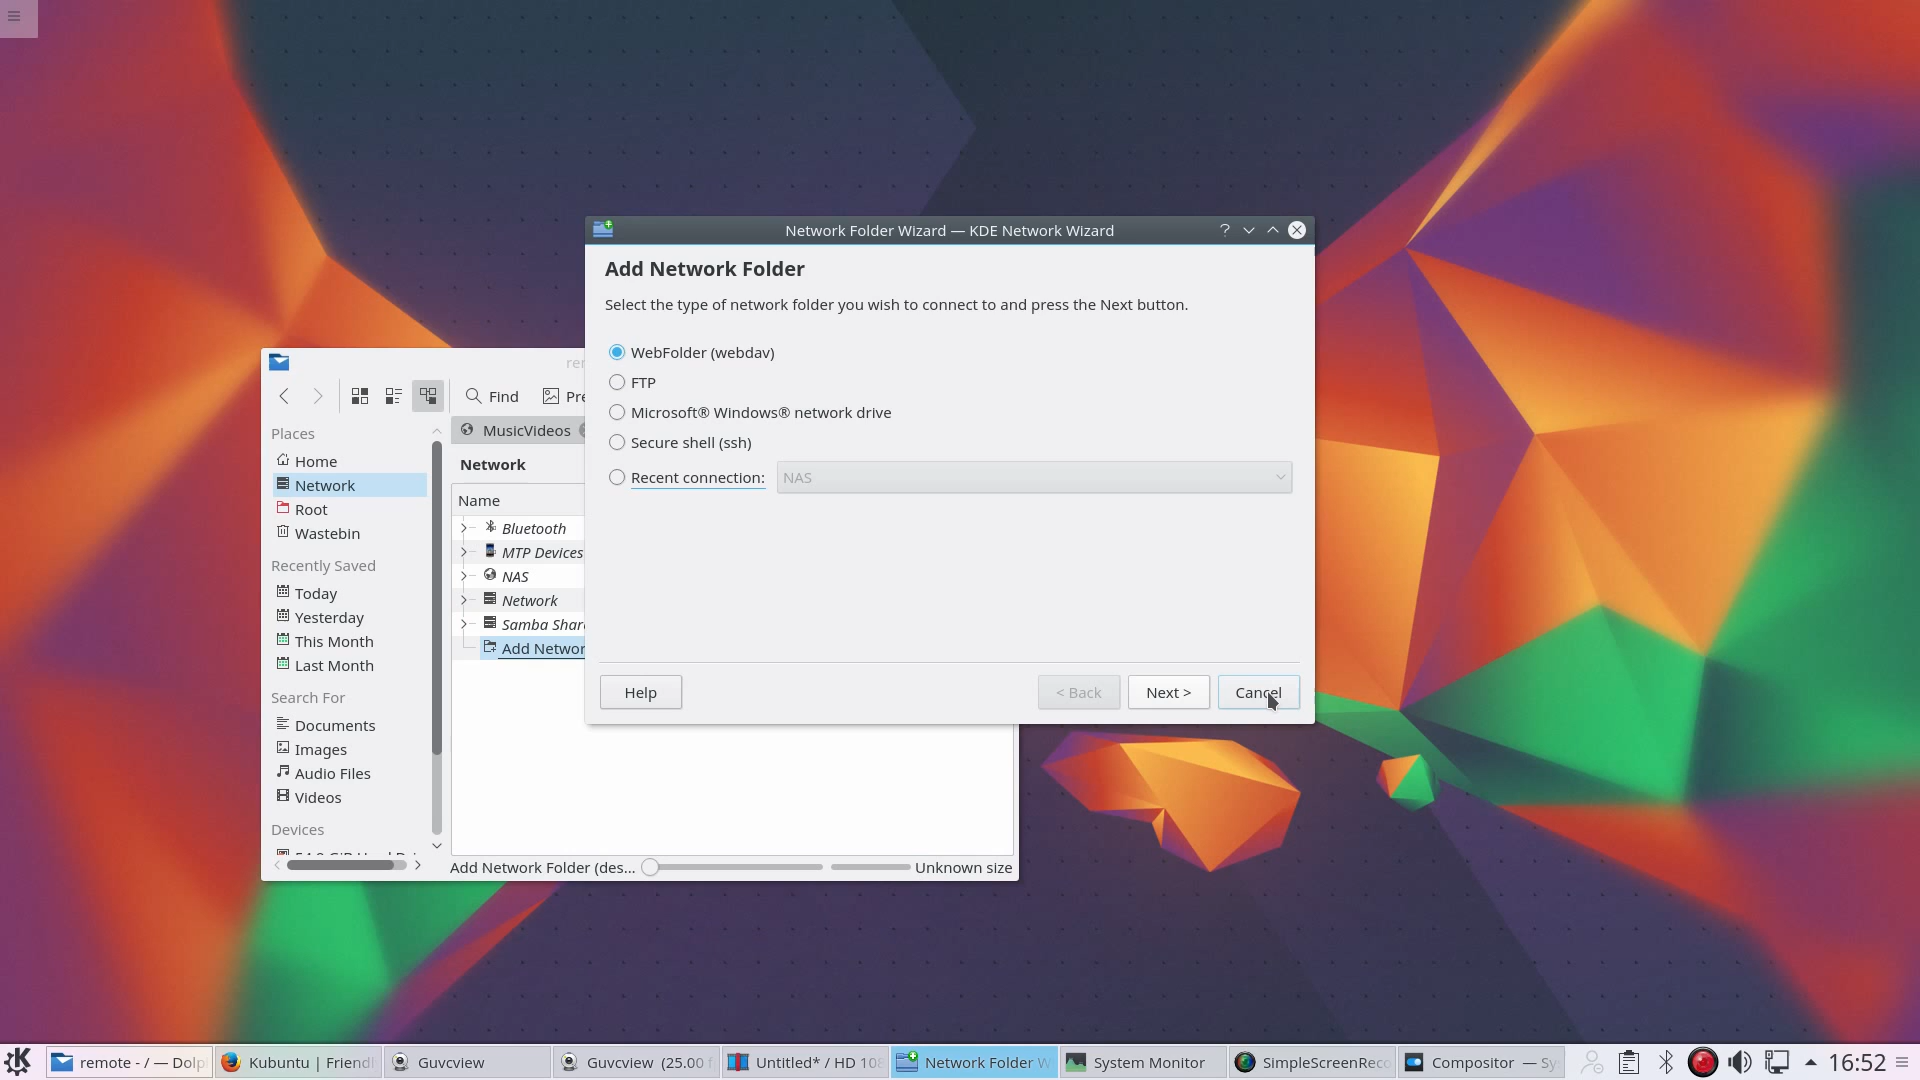 Network Folder Wizard — KDE Network Wizard
Add Network Folder
Select the type of network folder you wish to connect to and press the Next button.
WebFolder (webdav)
FTP
Microsoft® Windows® network drive
Secure shell (ssh)
Recent connection: NAS
Help < Back Next > Cancel
Find
Places
Home
Network
Root
Wastebin
Recently Saved
Today
Yesterday
This Month
Last Month
Search For
Documents
Images
Audio Files
Videos
Devices
MusicVideos
Network
Name
Bluetooth
MTP Devices
NAS
Network
Samba Shar
Add Networ
Add Network Folder (des... Unknown size
remote - / — Dolp Kubuntu | Friend Guvcview Guvcview (25.00 Untitled* / HD 108 Network Folder W System Monitor SimpleScreenReco Compositor — Sy 16:52